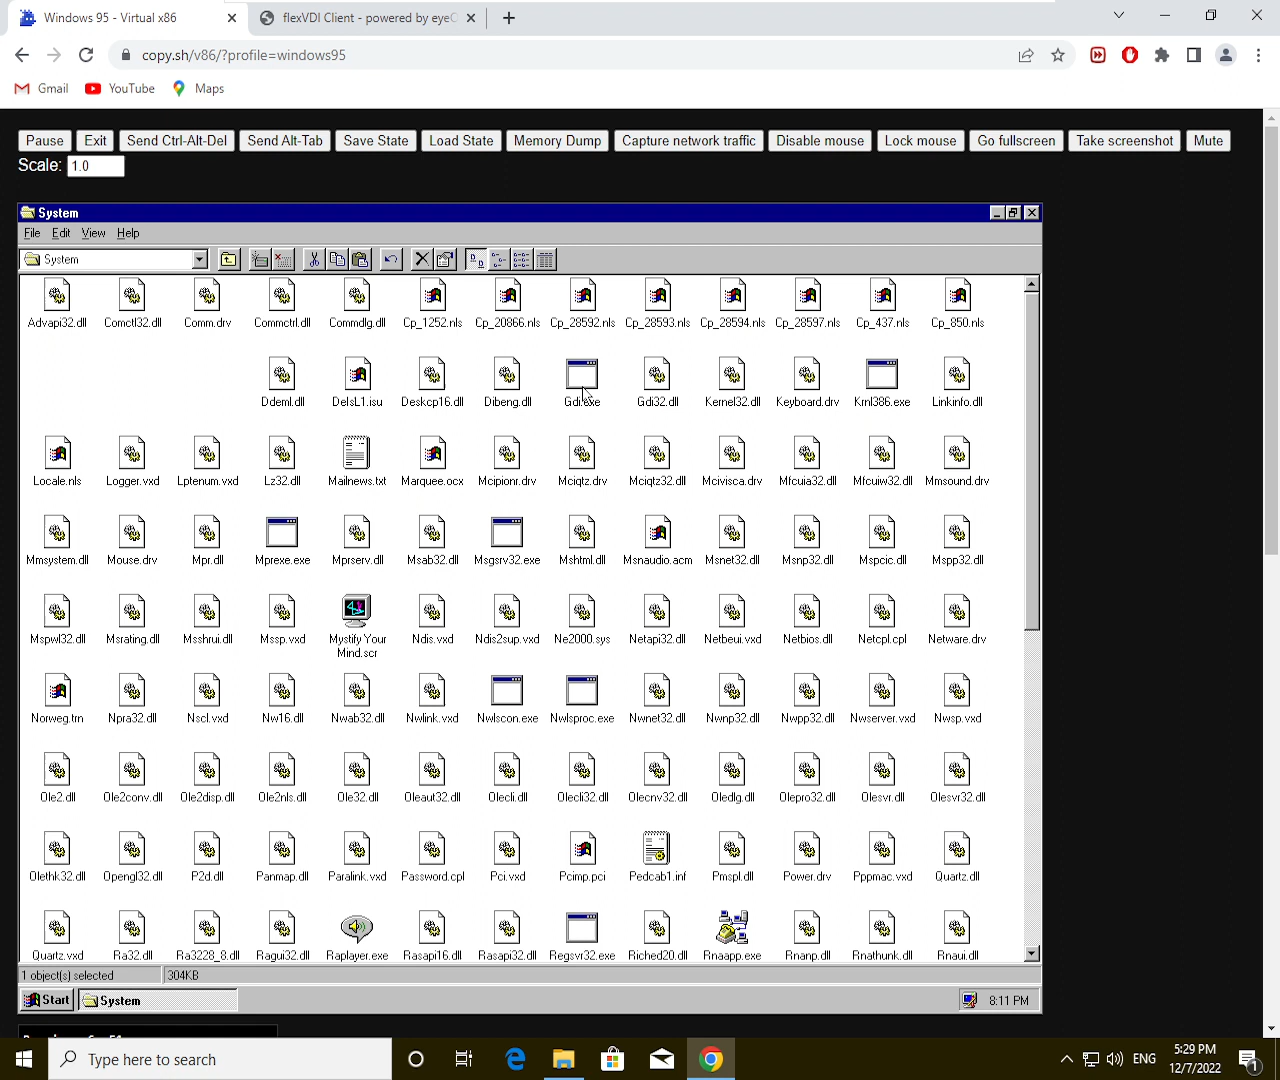 Windows 95 - Virtual x86
flexVDI Client - powered by eye
copy.sh/v86/?profile=windows95
Gmail YouTube Maps
Pause Exit Send Ctrl-Alt-Del Send Alt-Tab Save State Load State Memory Dump Capture network traffic Disable mouse Lock mouse Go fullscreen Take screenshot Mute
Scale: 1.0
System
File Edit View Help
System
Advapi32.dll Comctl32.dll Comm.drv Commctrl.dll Commdlg.dll Cp_1252.nls Cp_20866.nls Cp_28592.nls Cp_28593.nls Cp_28594.nls Cp_28597.nls Cp_437.nls Cp_850.nls
Ddeml.dll DelsL1.isu Deskcp16.dll Dibeng.dll Gdi.exe Gdi32.dll Kernel32.dll Keyboard.drv Krnl386.exe Linkinfo.dll
Locale.nls Logger.vxd Lptenum.vxd Lz32.dll Mailnews.txt Marquee.ocx Mcipionr.drv Mciqtz.drv Mciqtz32.dll Mcivisca.drv Mfcuia32.dll Mfcuiw32.dll Mmsound.drv
Mmsystem.dll Mouse.drv Mpr.dll Mprexe.exe Mprserv.dll Msab32.dll Msgsrv32.exe Mshtml.dll Msnaudio.acm Msnet32.dll Msnp32.dll Mspcic.dll Mspp32.dll
Mspwl32.dll Msrating.dll Msshrui.dll Mssp.vxd Mystify Your Ndis.vxd Ndis2sup.vxd Ne2000.sys Netapi32.dll Netbeui.vxd Netbios.dll Netcpl.cpl Netware.drv
Mind.scr
Norweg.trn Npra32.dll Nscl.vxd Nw16.dll Nwab32.dll Nwlink.vxd Nwlscon.exe Nwlsproc.exe Nwnet32.dll Nwnp32.dll Nwpp32.dll Nwserver.vxd Nwsp.vxd
Ole2.dll Ole2conv.dll Ole2disp.dll Ole2nls.dll Ole32.dll Oleaut32.dll Olecli.dll Olecli32.dll Olecnv32.dll Oledlg.dll Olepro32.dll Olesvr.dll Olesvr32.dll
Olethk32.dll Opengl32.dll P2d.dll Panmap.dll Paralink.vxd Password.cpl Pci.vxd Pcimp.pci Pedcab1.inf Pmspl.dll Power.drv Pppmac.vxd Quartz.dll
Quartz.vxd Ra32.dll Ra3228_8.dll Ragui32.dll Raplayer.exe Rasapi16.dll Rasapi32.dll Regsvr32.exe Riched20.dll Rnaapp.exe Rnanp.dll Rnathunk.dll Rnaui.dll
1 object(s) selected 304KB
Start System 8:11 PM
Type here to search
ENG
5:29 PM
12/7/2022
1